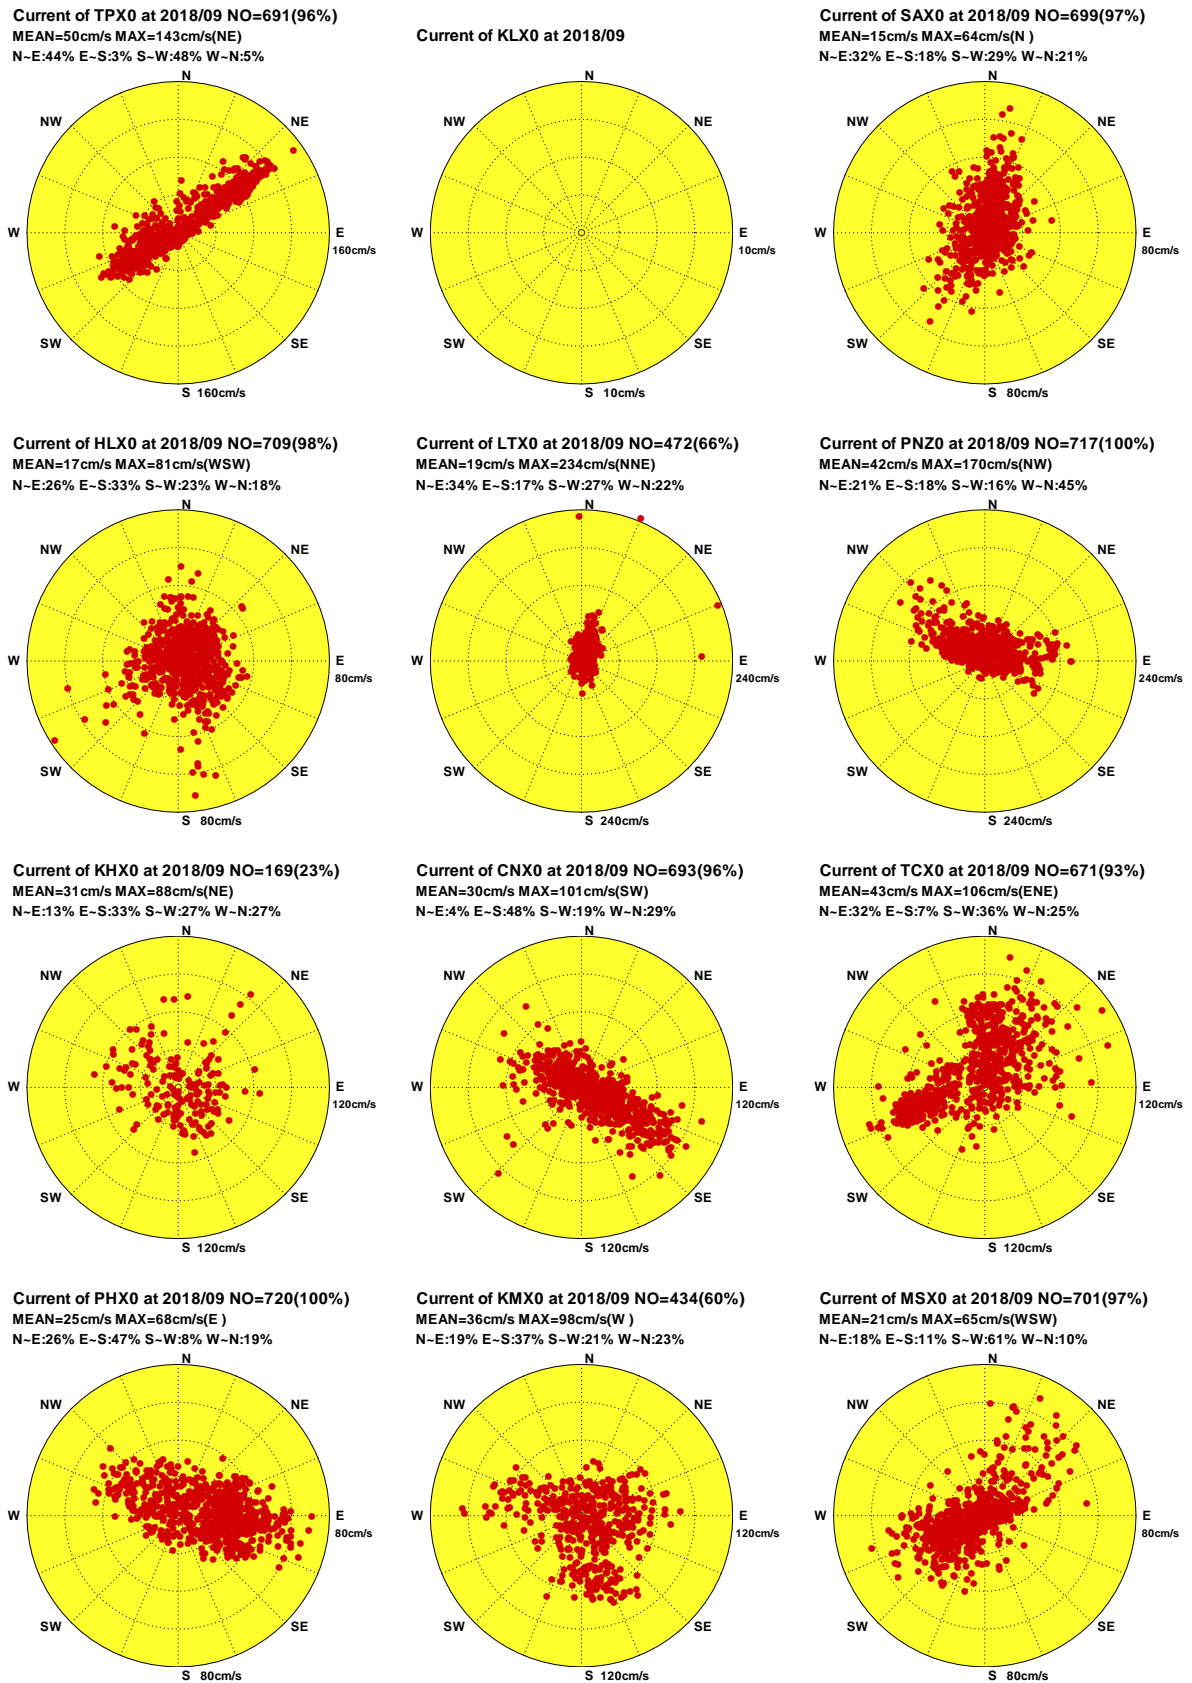 Current of TPX0 at 2018/09 NO=691(96%)
MEAN=50cm/s MAX=143cm/s(NE)
N~E:44% E~S:3% S~W:48% W~N:5%
N
NW
NE
W
E
160cm/s
SW
SE
S 160cm/s
Current of KLX0 at 2018/09
N
NW
NE
W
E
10cm/s
SW
SE
S 10cm/s
Current of SAX0 at 2018/09 NO=699(97%)
MEAN=15cm/s MAX=64cm/s(N )
N~E:32% E~S:18% S~W:29% W~N:21%
N
NW
NE
W
E
80cm/s
SW
SE
S 80cm/s
Current of HLX0 at 2018/09 NO=709(98%)
MEAN=17cm/s MAX=81cm/s(WSW)
N~E:26% E~S:33% S~W:23% W~N:18%
N
NW
NE
W
E
80cm/s
SW
SE
S 80cm/s
Current of LTX0 at 2018/09 NO=472(66%)
MEAN=19cm/s MAX=234cm/s(NNE)
N~E:34% E~S:17% S~W:27% W~N:22%
N
NW
NE
W
E
240cm/s
SW
SE
S 240cm/s
Current of PNZ0 at 2018/09 NO=717(100%)
MEAN=42cm/s MAX=170cm/s(NW)
N~E:21% E~S:18% S~W:16% W~N:45%
N
NW
NE
W
E
240cm/s
SW
SE
S 240cm/s
Current of KHX0 at 2018/09 NO=169(23%)
MEAN=31cm/s MAX=88cm/s(NE)
N~E:13% E~S:33% S~W:27% W~N:27%
N
NW
NE
W
E
120cm/s
SW
SE
S 120cm/s
Current of CNX0 at 2018/09 NO=693(96%)
MEAN=30cm/s MAX=101cm/s(SW)
N~E:4% E~S:48% S~W:19% W~N:29%
N
NW
NE
W
E
120cm/s
SW
SE
S 120cm/s
Current of TCX0 at 2018/09 NO=671(93%)
MEAN=43cm/s MAX=106cm/s(ENE)
N~E:32% E~S:7% S~W:36% W~N:25%
N
NW
NE
W
E
120cm/s
SW
SE
S 120cm/s
Current of PHX0 at 2018/09 NO=720(100%)
MEAN=25cm/s MAX=68cm/s(E )
N~E:26% E~S:47% S~W:8% W~N:19%
N
NW
NE
W
E
80cm/s
SW
SE
S 80cm/s
Current of KMX0 at 2018/09 NO=434(60%)
MEAN=36cm/s MAX=98cm/s(W )
N~E:19% E~S:37% S~W:21% W~N:23%
N
NW
NE
W
E
120cm/s
SW
SE
S 120cm/s
Current of MSX0 at 2018/09 NO=701(97%)
MEAN=21cm/s MAX=65cm/s(WSW)
N~E:18% E~S:11% S~W:61% W~N:10%
N
NW
NE
W
E
80cm/s
SW
SE
S 80cm/s